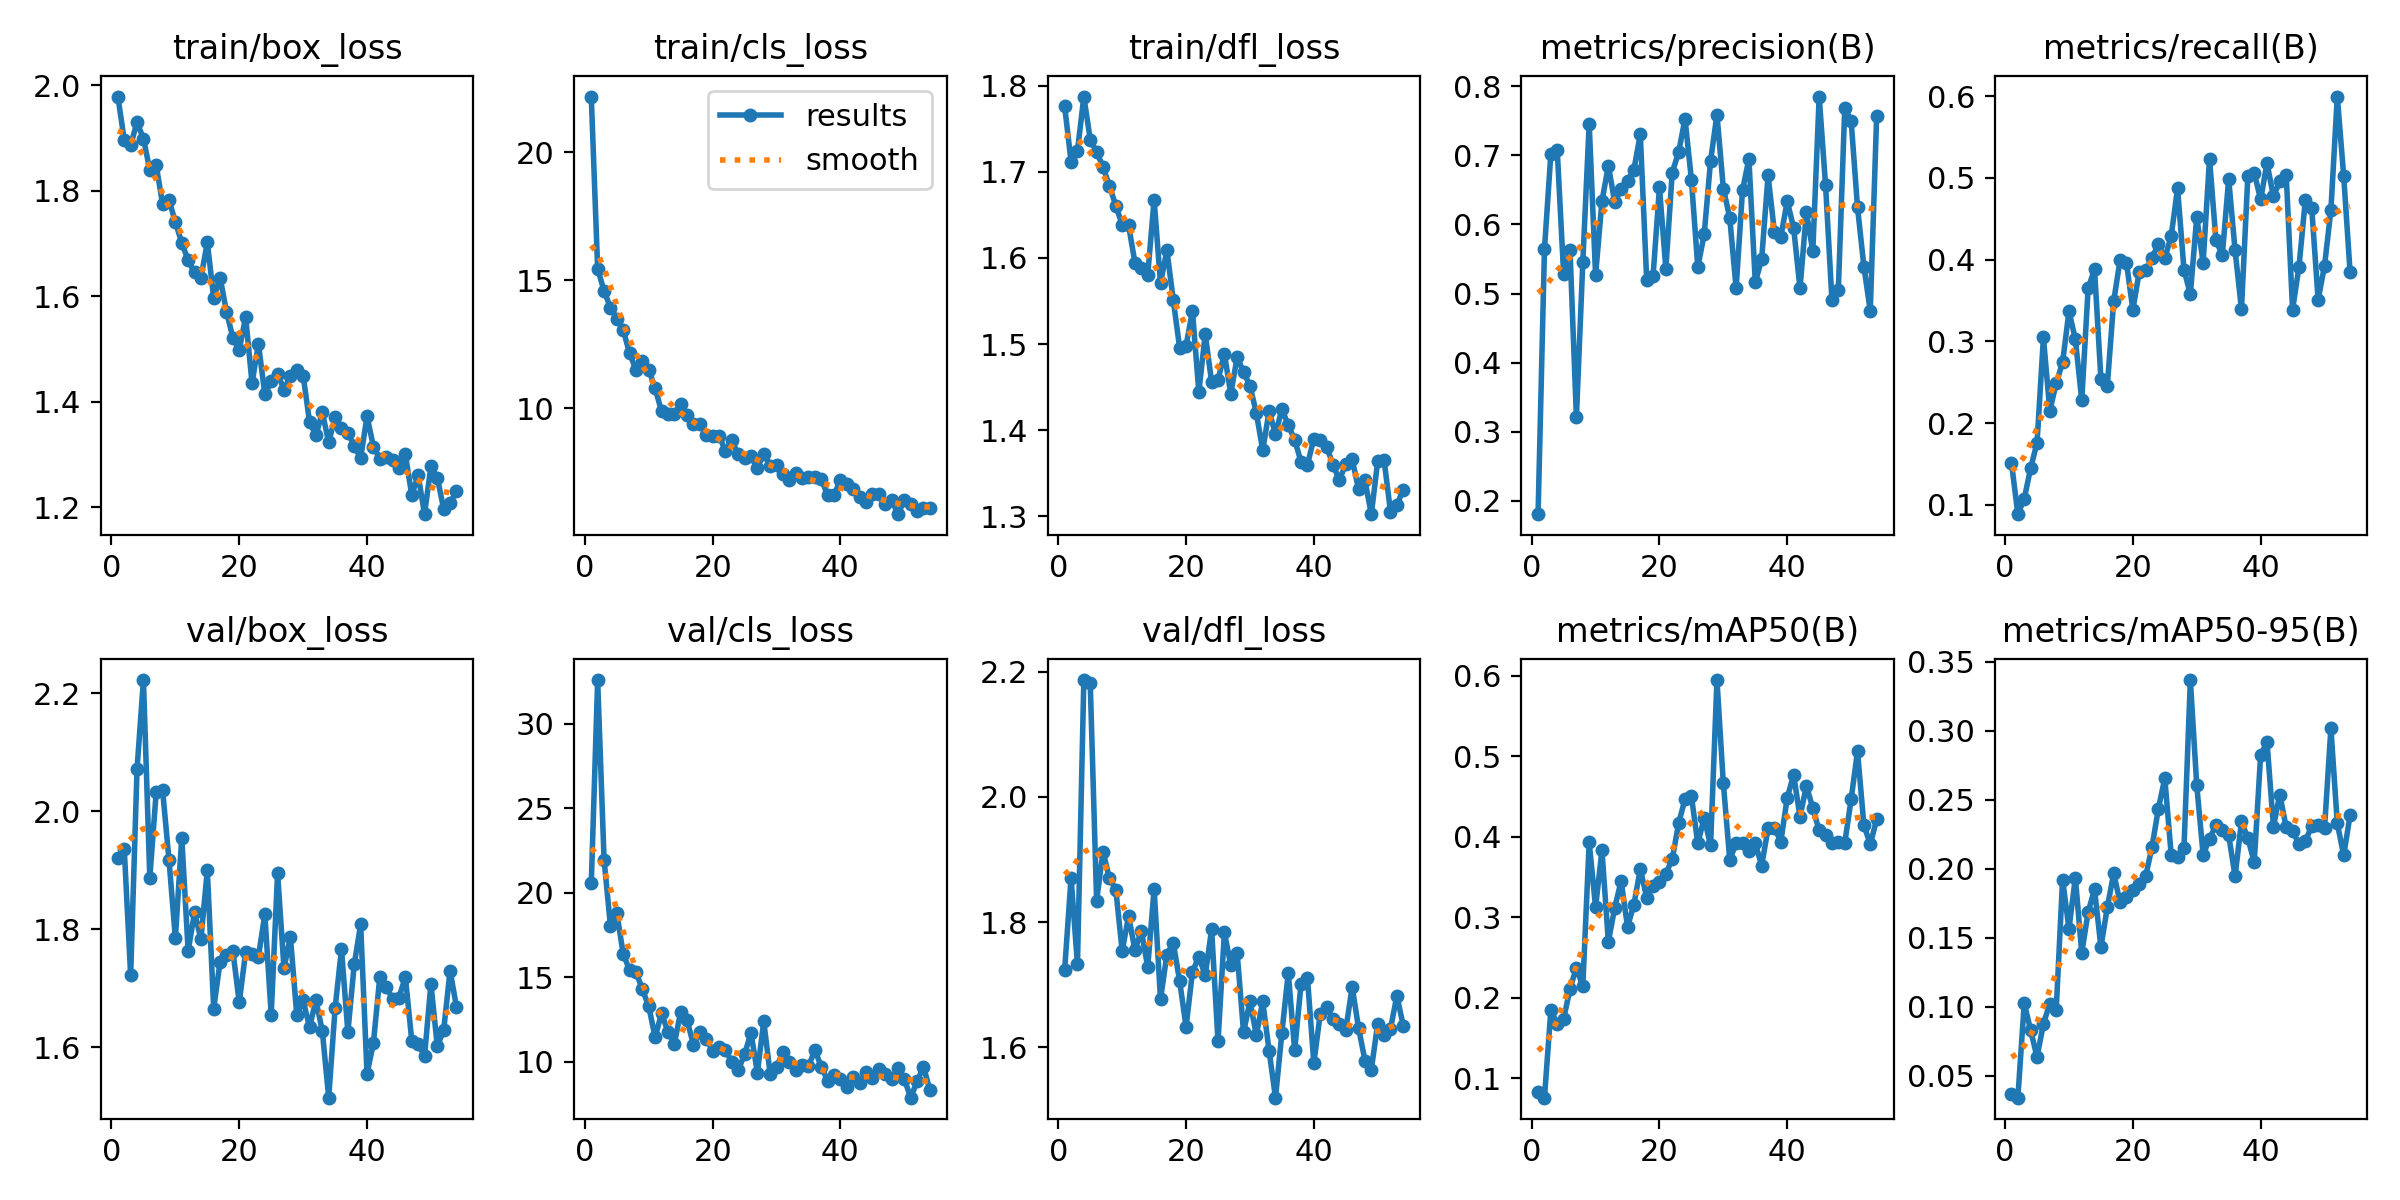 train/box_loss
2.0
1.8
1.6
1.4
1.2
0 20 40
train/cls_loss
results
smooth
20
15
10
0 20 40
train/dfl_loss
1.8
1.7
1.6
1.5
1.4
1.3
0 20 40
metrics/precision(B)
0.8
0.7
0.6
0.5
0.4
0.3
0.2
0 20 40
metrics/recall(B)
0.6
0.5
0.4
0.3
0.2
0.1
0 20 40
val/box_loss
2.2
2.0
1.8
1.6
0 20 40
val/cls_loss
30
25
20
15
10
0 20 40
val/dfl_loss
2.2
2.0
1.8
1.6
0 20 40
metrics/mAP50(B)
0.6
0.5
0.4
0.3
0.2
0.1
0 20 40
metrics/mAP50-95(B)
0.35
0.30
0.25
0.20
0.15
0.10
0.05
0 20 40